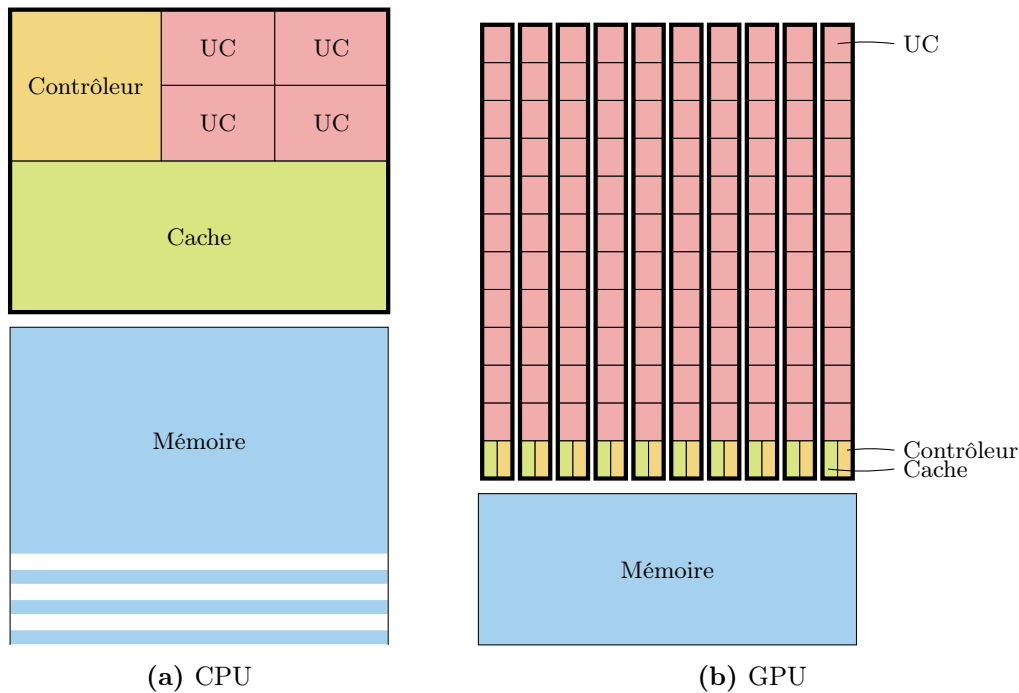 Contrôleur
UC
UC
UC
UC
Cache
Mémoire
(a) CPU
UC
Contrôleur
Cache
Mémoire
(b) GPU